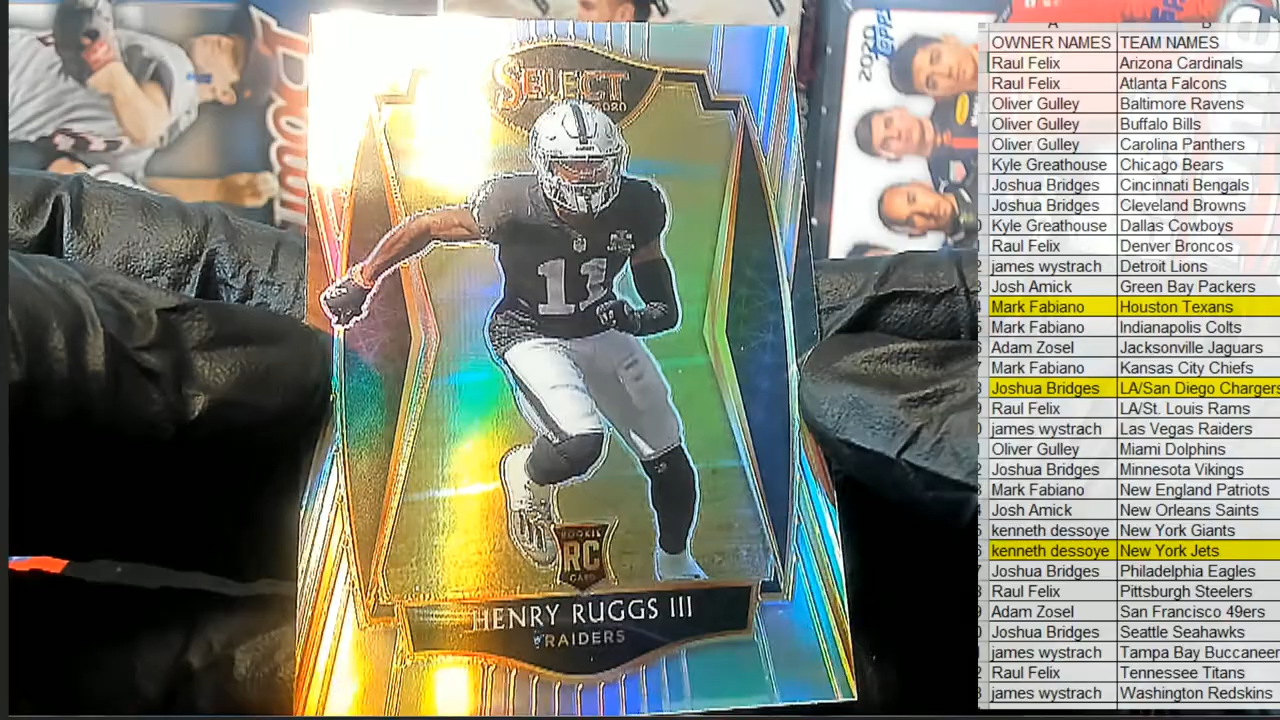 SELECT
2020
11
ROOKIE
RC
CARD
HENRY RUGGS III
RAIDERS
2020 TOPPS
A B
OWNER NAMES TEAM NAMES
Raul Felix Arizona Cardinals
Raul Felix Atlanta Falcons
Oliver Gulley Baltimore Ravens
Oliver Gulley Buffalo Bills
Oliver Gulley Carolina Panthers
Kyle Greathouse Chicago Bears
Joshua Bridges Cincinnati Bengals
Joshua Bridges Cleveland Browns
Kyle Greathouse Dallas Cowboys
Raul Felix Denver Broncos
james wystrach Detroit Lions
Josh Amick Green Bay Packers
Mark Fabiano Houston Texans
Mark Fabiano Indianapolis Colts
Adam Zosel Jacksonville Jaguars
Mark Fabiano Kansas City Chiefs
Joshua Bridges LA/San Diego Chargers
Raul Felix LA/St. Louis Rams
james wystrach Las Vegas Raiders
Oliver Gulley Miami Dolphins
Joshua Bridges Minnesota Vikings
Mark Fabiano New England Patriots
Josh Amick New Orleans Saints
kenneth dessoye New York Giants
kenneth dessoye New York Jets
Joshua Bridges Philadelphia Eagles
Raul Felix Pittsburgh Steelers
Adam Zosel San Francisco 49ers
Joshua Bridges Seattle Seahawks
james wystrach Tampa Bay Buccaneer
Raul Felix Tennessee Titans
james wystrach Washington Redskins